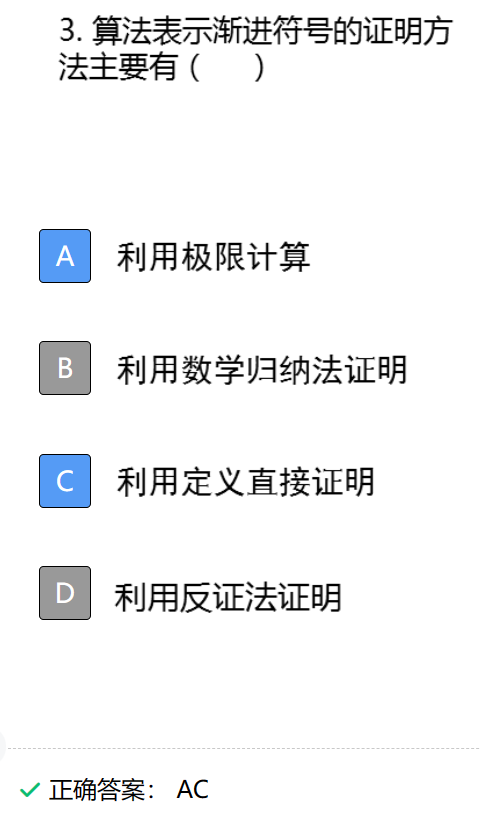 3. 算法表示渐进符号的证明方
法主要有（　　）
A 利用极限计算
B 利用数学归纳法证明
C 利用定义直接证明
D 利用反证法证明
正确答案： AC